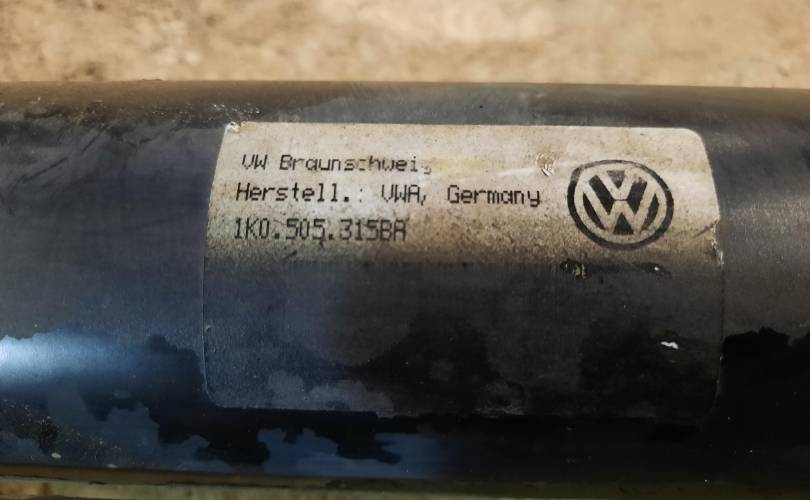 VW Braunschweig
Herstell.: VWA, Germany
1K0.505.315BA